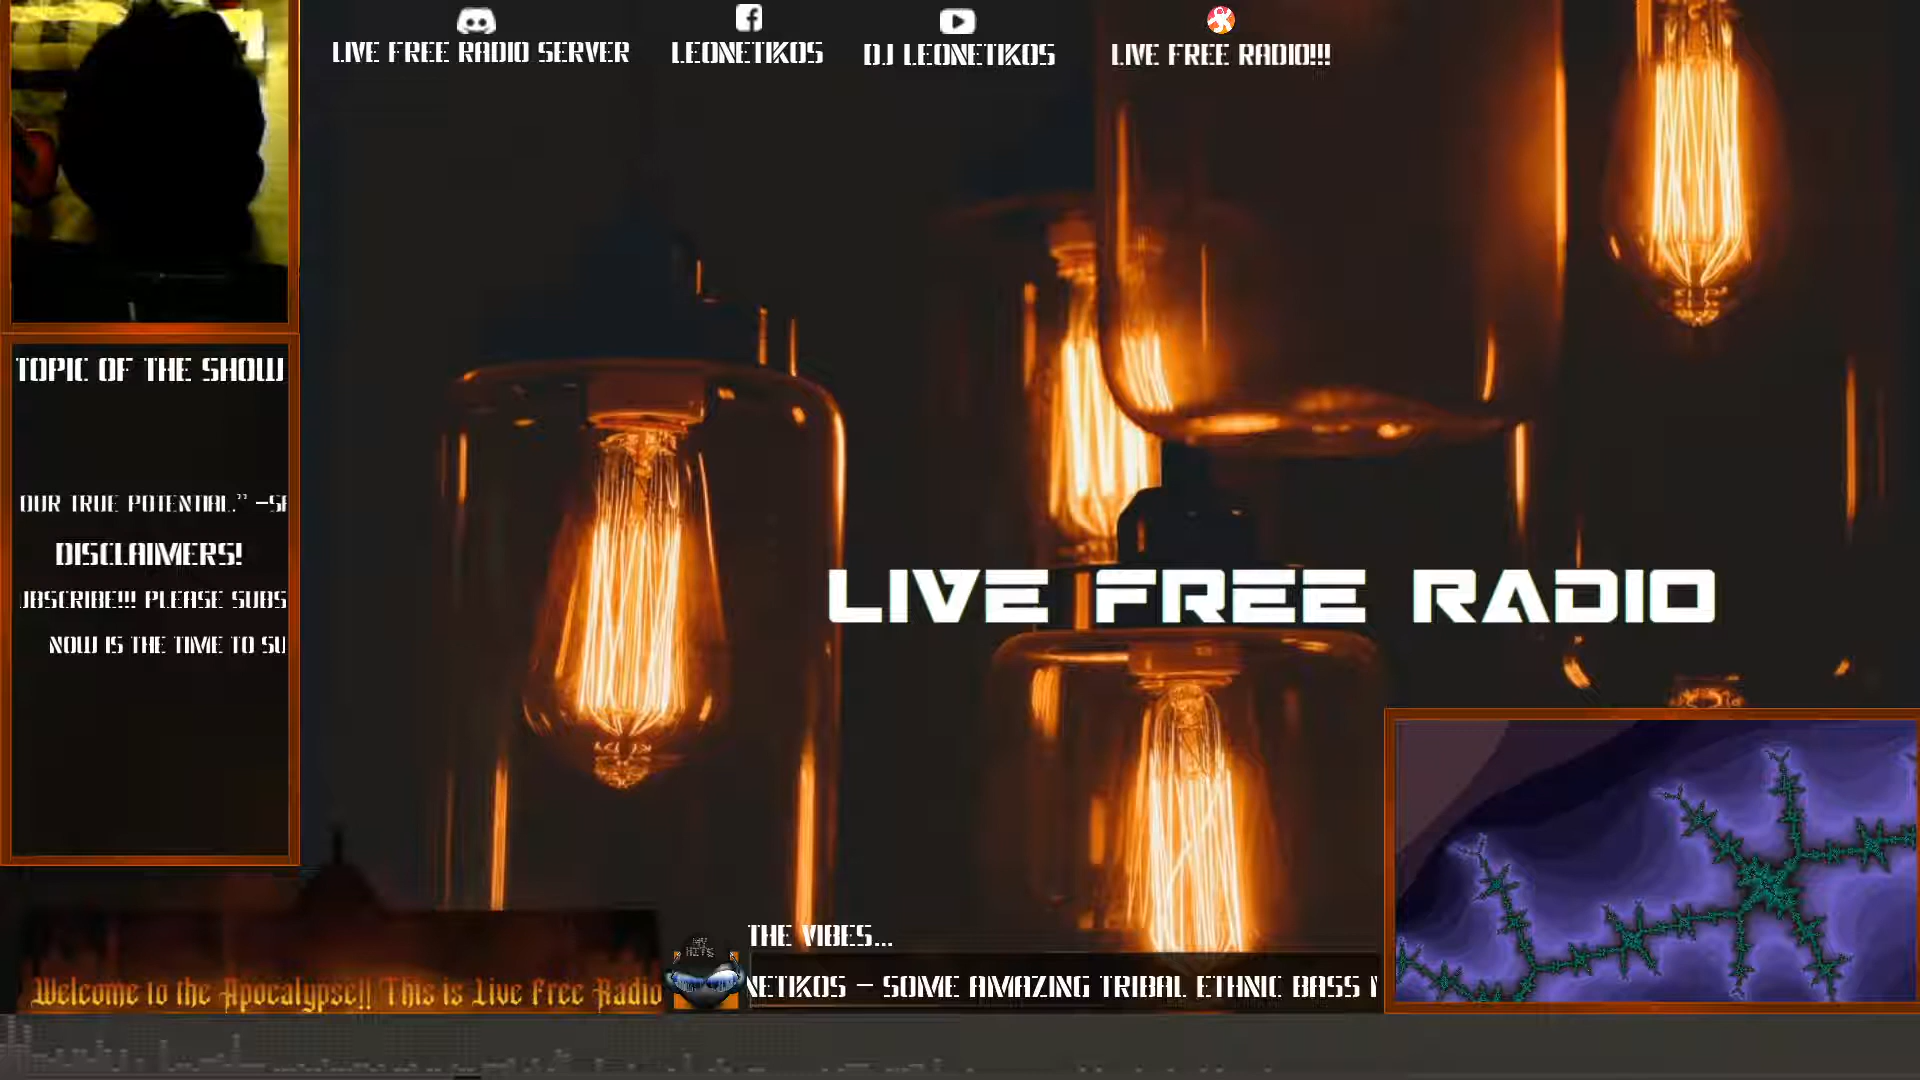 LIVE FREE RADIO SERVER
LEONETIKOS
DJ LEONETIKOS
LIVE FREE RADIO!!!
TOPIC OF THE SHOW
OUR TRUE POTENTIAL." -
DISCLAIMERS!
UBSCRIBE!!! PLEASE SUBS
NOW IS THE TIME TO SU
LIVE FREE RADIO
THE VIBES...
NETIKOS - SOME AMAZING TRIBAL ETHNIC BASS
Welcome to the Apocalypse!! This is Live Free Radio